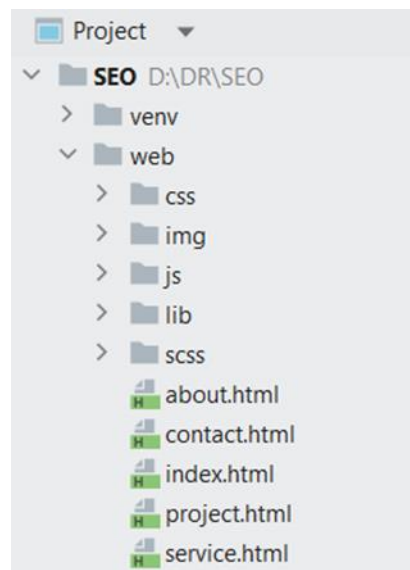 Project
SEO D:\DR\SEO
venv
web
css
img
js
lib
scss
H about.html
H contact.html
H index.html
H project.html
H service.html